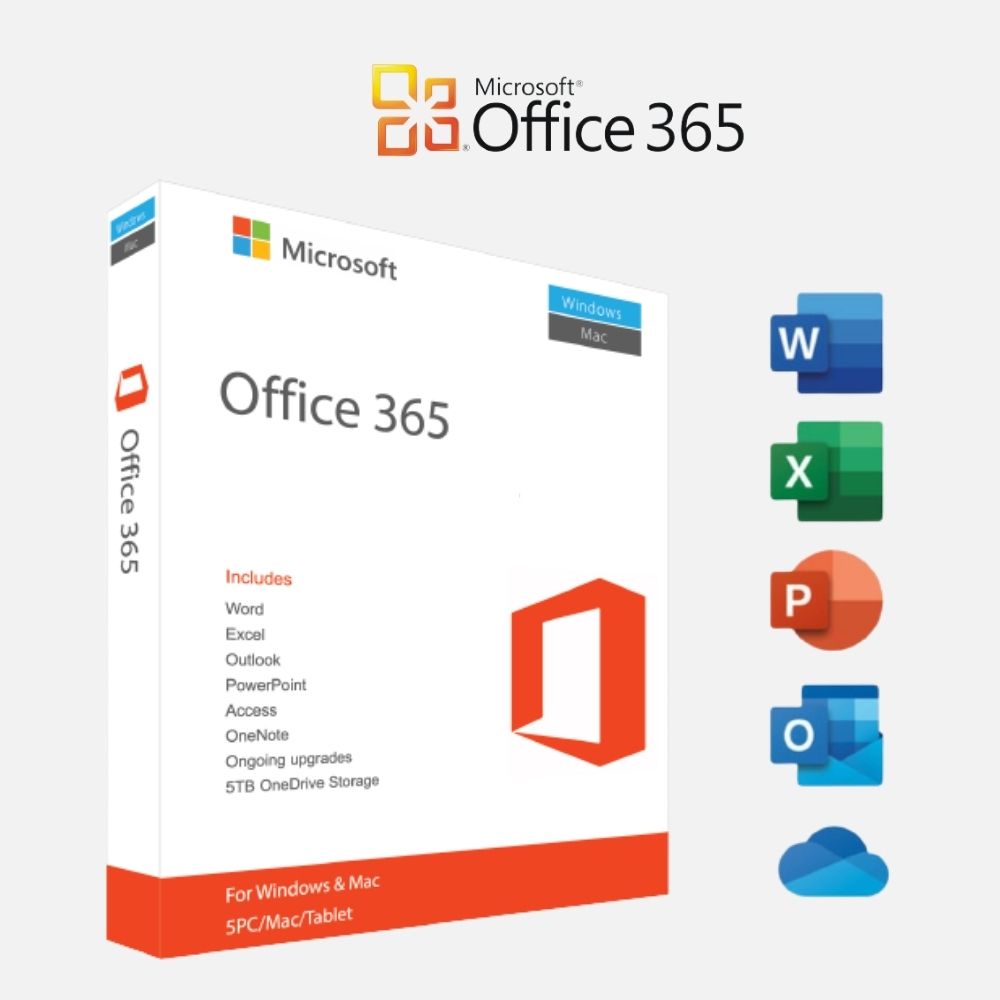 Microsoft®
® Office 365
Windows
Mac
Office 365
Microsoft
Windows
Mac
Office 365
Includes
Word
Excel
Outlook
PowerPoint
Access
OneNote
Ongoing upgrades
5TB OneDrive Storage
For Windows & Mac
5PC/Mac/Tablet
W
X
P
O